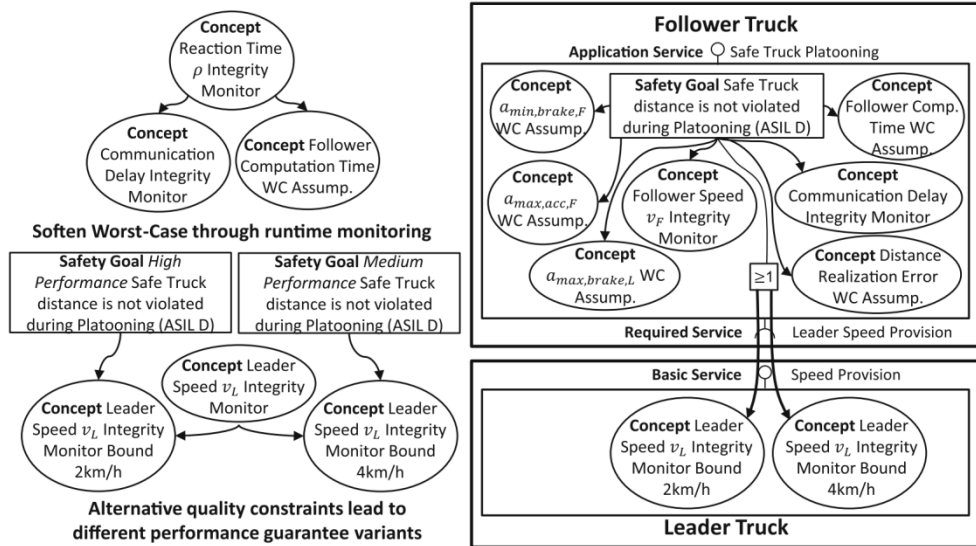 Concept
Reaction Time
ρ Integrity
Monitor
Concept
Communication
Delay Integrity
Monitor
Concept Follower
Computation Time
WC Assump.
Soften Worst-Case through runtime monitoring
Safety Goal High
Performance Safe Truck
distance is not violated
during Platooning (ASIL D)
Safety Goal Medium
Performance Safe Truck
distance is not violated
during Platooning (ASIL D)
Concept Leader
Speed v_L Integrity
Monitor
Concept Leader
Speed v_L Integrity
Monitor Bound
2km/h
Concept Leader
Speed v_L Integrity
Monitor Bound
4km/h
Alternative quality constraints lead to
different performance guarantee variants
Follower Truck
Application Service Safe Truck Platooning
Concept
a_min,brake,F
WC Assump.
Safety Goal Safe Truck
distance is not violated
during Platooning (ASIL D)
Concept
Follower Comp.
Time WC
Assump.
Concept
a_max,acc,F
WC Assump.
Concept
Follower Speed
v_F Integrity
Monitor
Concept
Communication Delay
Integrity Monitor
Concept
a_max,brake,L WC
Assump.
≥1
Concept Distance
Realization Error
WC Assump.
Required Service Leader Speed Provision
Basic Service Speed Provision
Concept Leader
Speed v_L Integrity
Monitor Bound
2km/h
Concept Leader
Speed v_L Integrity
Monitor Bound
4km/h
Leader Truck